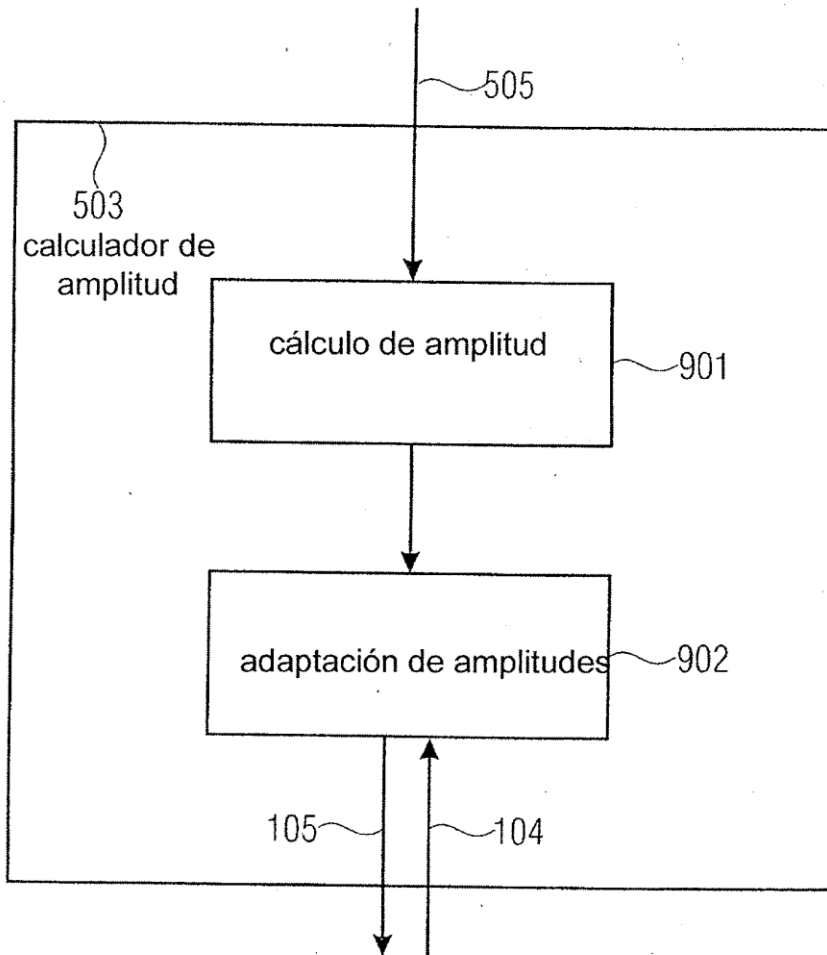 505
503
calculador de
amplitud
cálculo de amplitud
901
adaptación de amplitudes
902
105
104